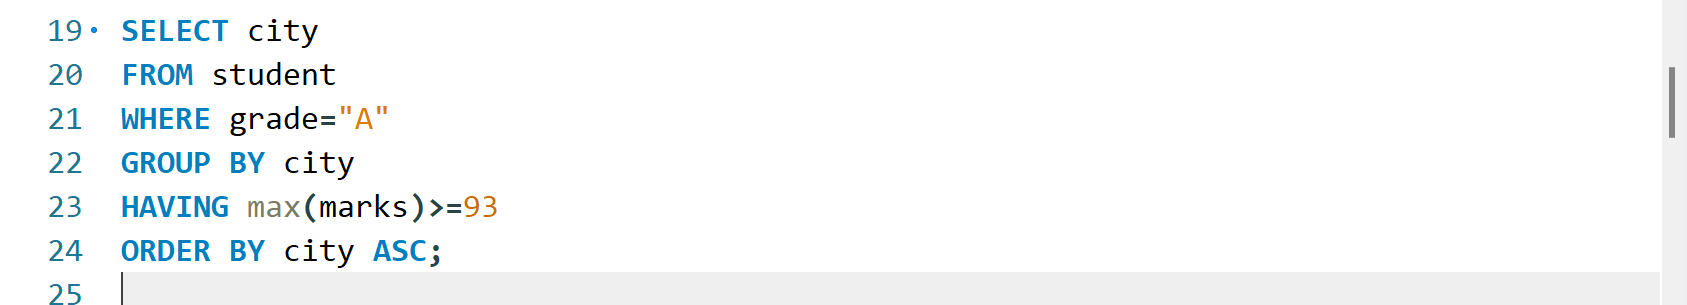 19 SELECT city
20 FROM student
21 WHERE grade="A"
22 GROUP BY city
23 HAVING max(marks)>=93
24 ORDER BY city ASC;
25